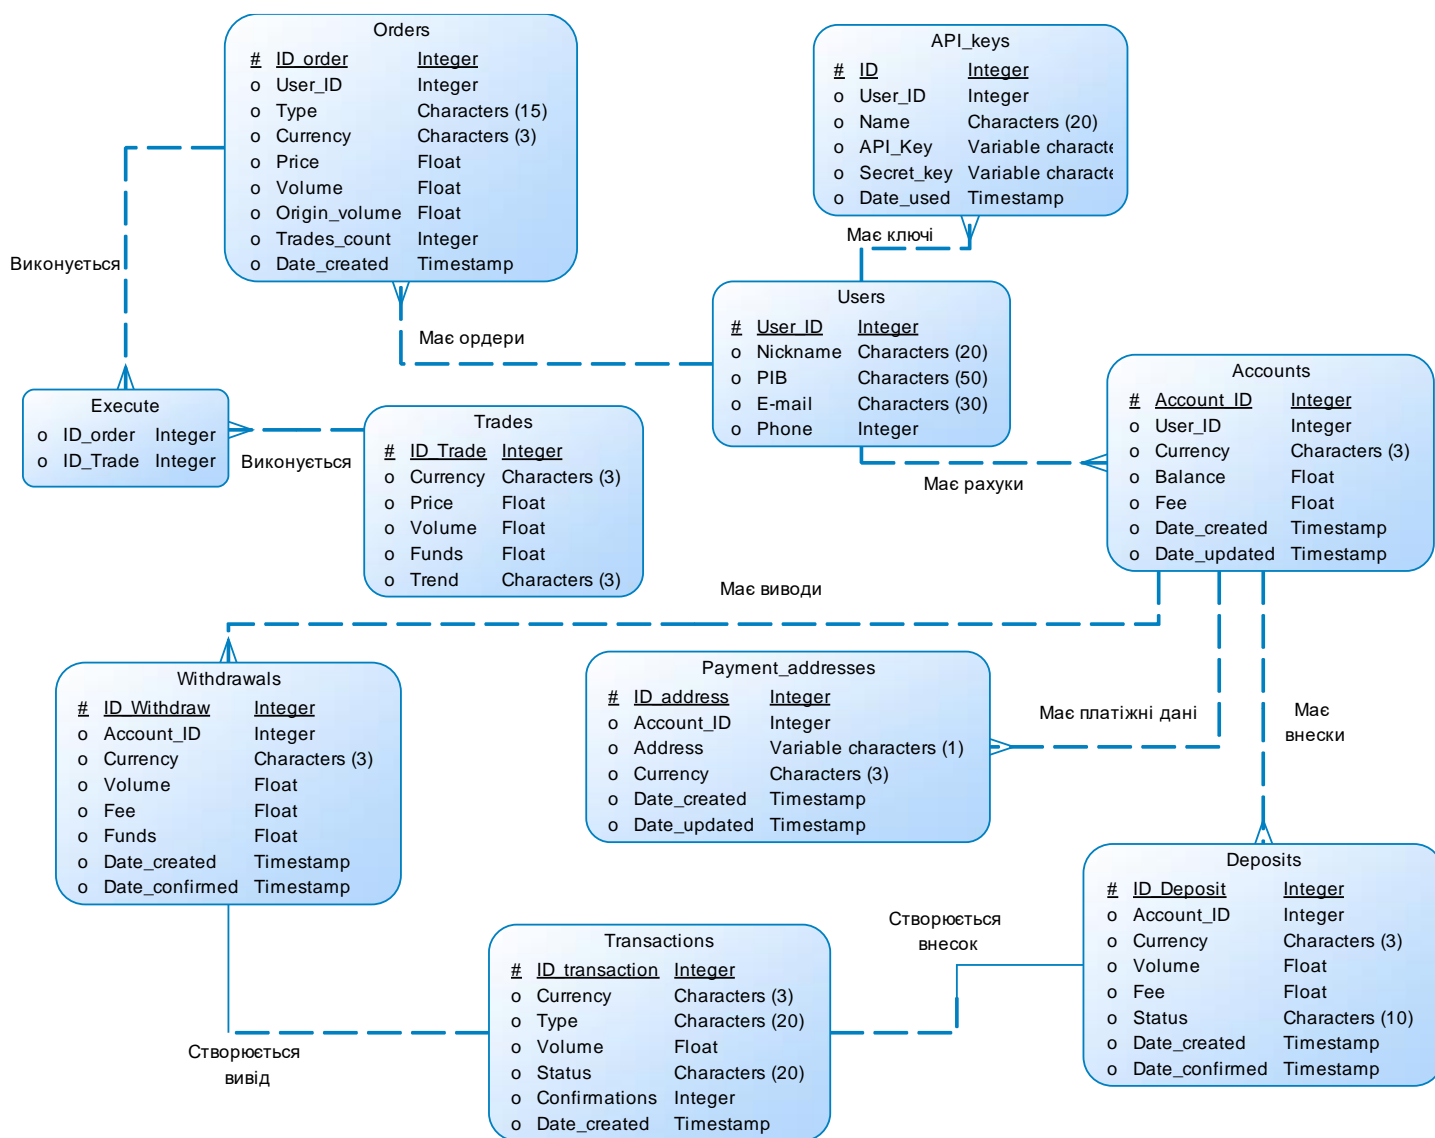 Orders
# ID_order Integer
o User_ID Integer
o Type Characters (15)
o Currency Characters (3)
o Price Float
o Volume Float
o Origin_volume Float
o Trades_count Integer
o Date_created Timestamp
API_keys
# ID Integer
o User_ID Integer
o Name Characters (20)
o API_Key Variable characte
o Secret_key Variable characte
o Date_used Timestamp
Має ключі
Виконується
Має ордери
Users
# User_ID Integer
o Nickname Characters (20)
o PIB Characters (50)
o E-mail Characters (30)
o Phone Integer
Accounts
# Account_ID Integer
o User_ID Integer
o Currency Characters (3)
o Balance Float
o Fee Float
o Date_created Timestamp
o Date_updated Timestamp
Execute
o ID_order Integer
o ID_Trade Integer
Виконується
Trades
# ID_Trade Integer
o Currency Characters (3)
o Price Float
o Volume Float
o Funds Float
o Trend Characters (3)
Має рахуки
Має виводи
Withdrawals
# ID_Withdraw Integer
o Account_ID Integer
o Currency Characters (3)
o Volume Float
o Fee Float
o Funds Float
o Date_created Timestamp
o Date_confirmed Timestamp
Payment_addresses
# ID_address Integer
o Account_ID Integer
o Address Variable characters (1)
o Currency Characters (3)
o Date_created Timestamp
o Date_updated Timestamp
Має платіжні дані
Має
внески
Deposits
# ID_Deposit Integer
o Account_ID Integer
o Currency Characters (3)
o Volume Float
o Fee Float
o Status Characters (10)
o Date_created Timestamp
o Date_confirmed Timestamp
Створюється
внесок
Transactions
# ID_transaction Integer
o Currency Characters (3)
o Type Characters (20)
o Volume Float
o Status Characters (20)
o Confirmations Integer
o Date_created Timestamp
Створюється
вивід